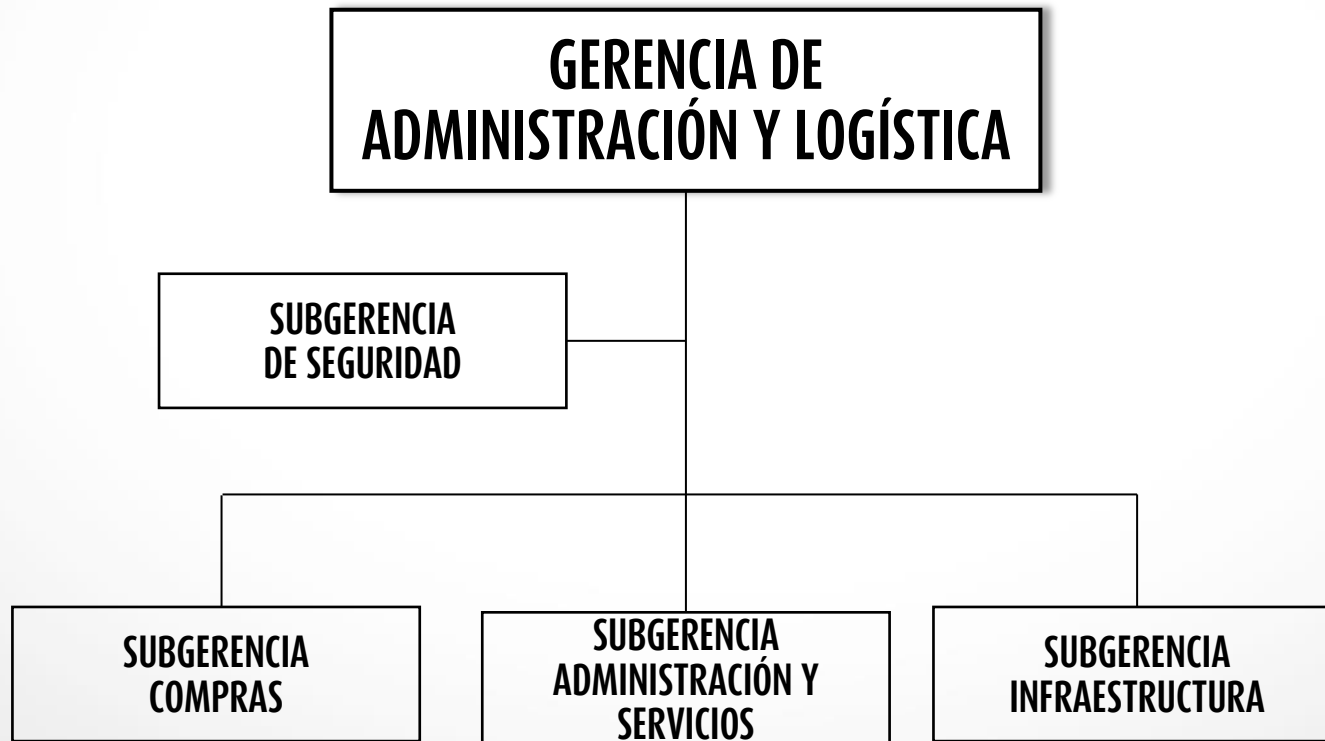 GERENCIA DE
ADMINISTRACIÓN Y LOGÍSTICA
SUBGERENCIA
DE SEGURIDAD
SUBGERENCIA
COMPRAS
SUBGERENCIA
ADMINISTRACIÓN Y
SERVICIOS
SUBGERENCIA
INFRAESTRUCTURA